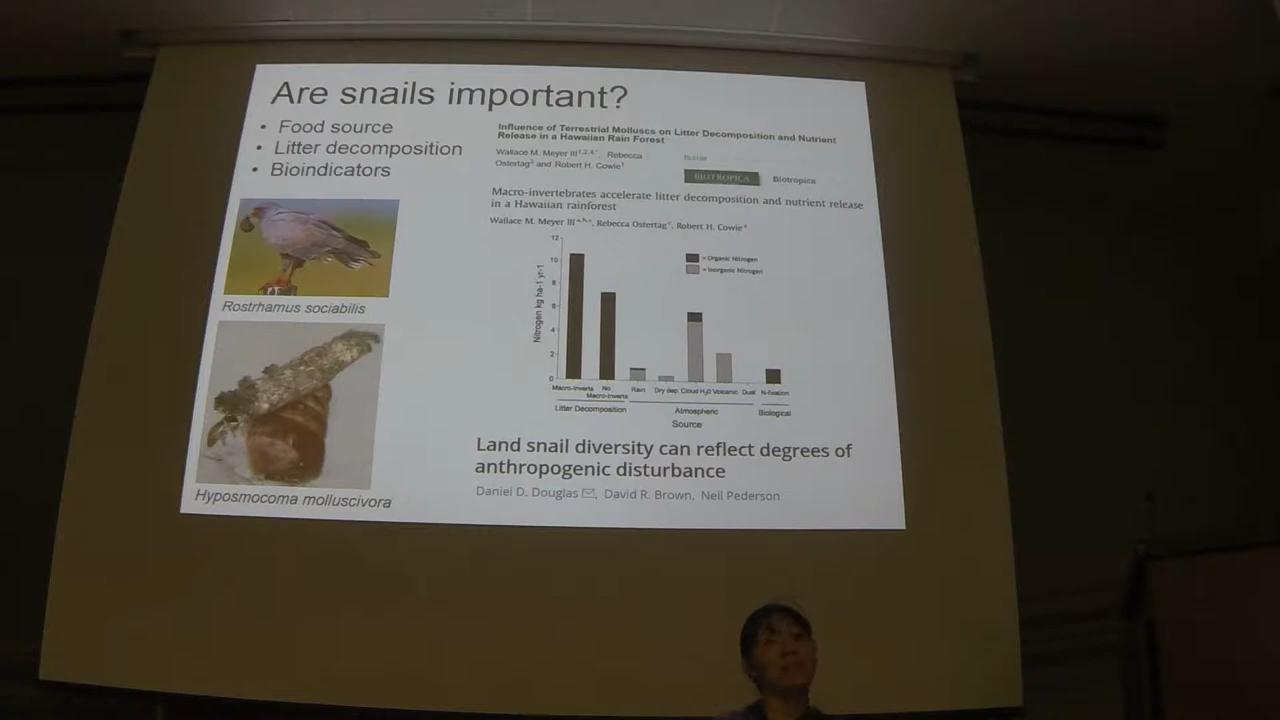 Are snails important?
• Food source
• Litter decomposition
• Bioindicators
Rostrhamus sociabilis
Hyposmocoma molluscivora
Influence of Terrestrial Molluscs on Litter Decomposition and Nutrient
Release in a Hawaiian Rain Forest
Wallace M. Meyer III1,2,4,*, Rebecca
Ostertag3 and Robert H. Cowie1
BIOTROPICA
Biotropica
Macro-invertebrates accelerate litter decomposition and nutrient release
in a Hawaiian rainforest
Wallace M. Meyer III a,b,*, Rebecca Ostertag c, Robert H. Cowie a
Nitrogen kg ha-1 yr-1
12
10
8
6
4
2
0
= Organic Nitrogen
= Inorganic Nitrogen
Macro-inverts No Macro-inverts Rain Dry dep. Cloud H2O Volcanic Dust N-fixation
Litter Decomposition Atmospheric Biological
Source
Land snail diversity can reflect degrees of
anthropogenic disturbance
Daniel D. Douglas, David R. Brown, Neil Pederson